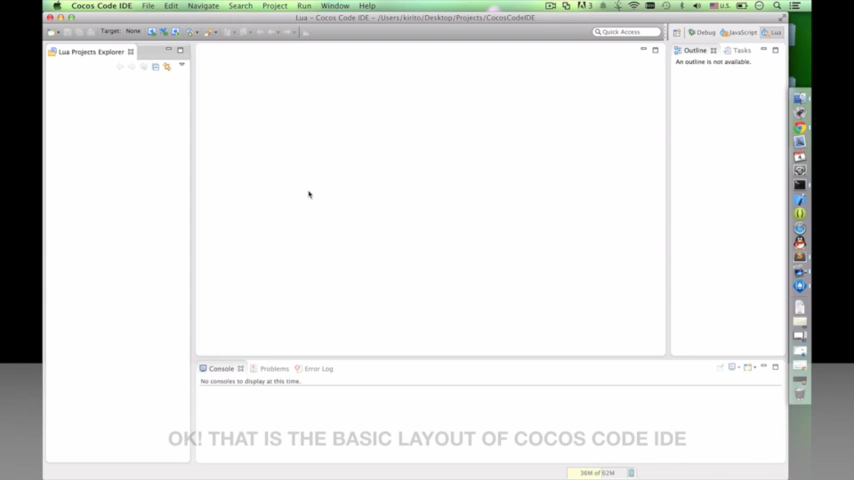 Cocos Code IDE File Edit Navigate Search Project Run Window Help
3
U.S.
Lua – Cocos Code IDE – /Users/kirito/Desktop/Projects/CocosCodeIDE
Target: None
Quick Access
Debug JavaScript Lua
Lua Projects Explorer
Outline Tasks
An outline is not available.
Console Problems Error Log
No consoles to display at this time.
OK! THAT IS THE BASIC LAYOUT OF COCOS CODE IDE
36M of 62M